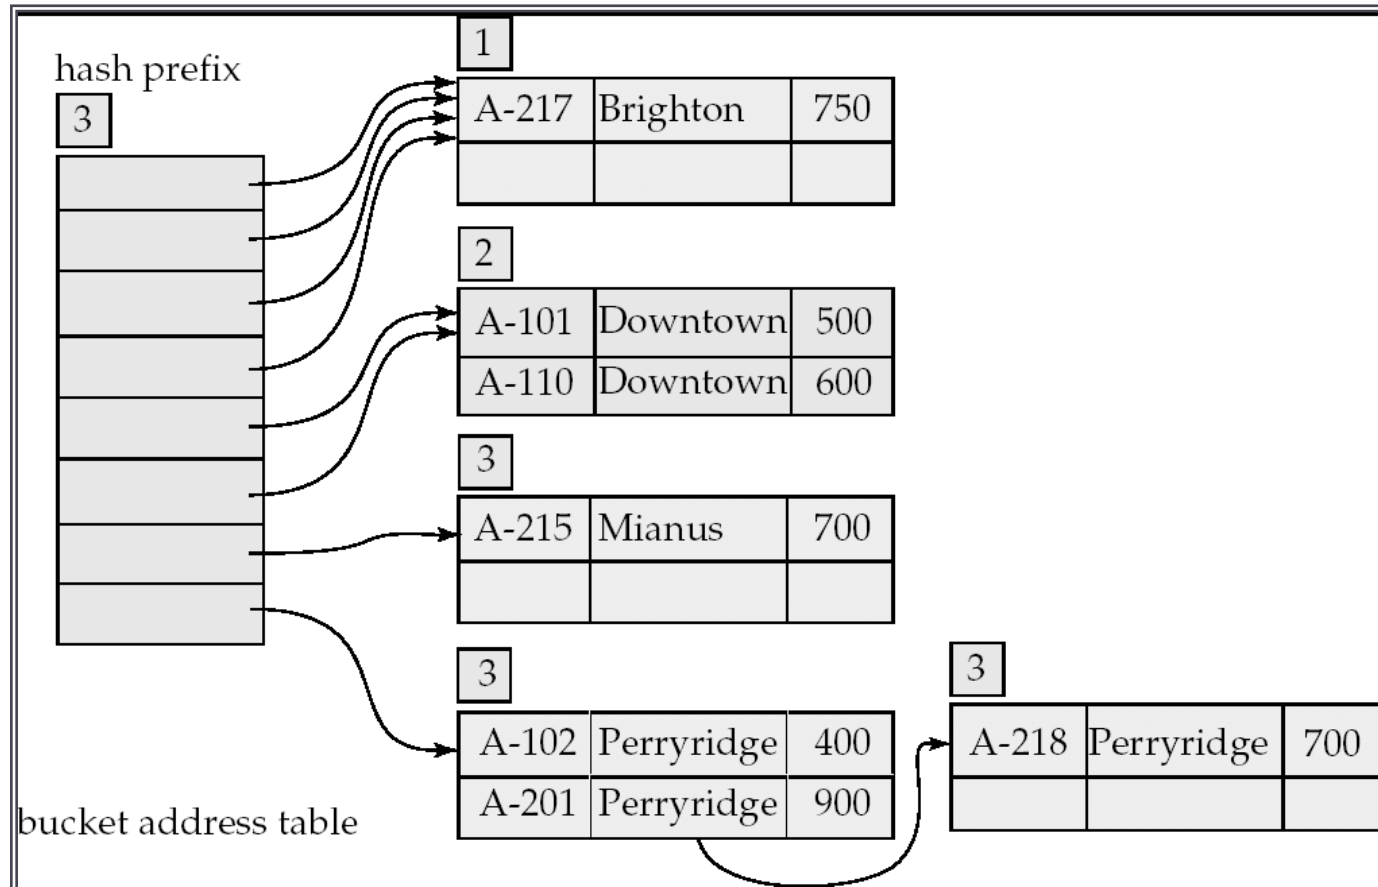 hash prefix
3
1
A-217 Brighton 750
2
A-101 Downtown 500
A-110 Downtown 600
3
A-215 Mianus 700
3
A-102 Perryridge 400
A-201 Perryridge 900
3
A-218 Perryridge 700
bucket address table